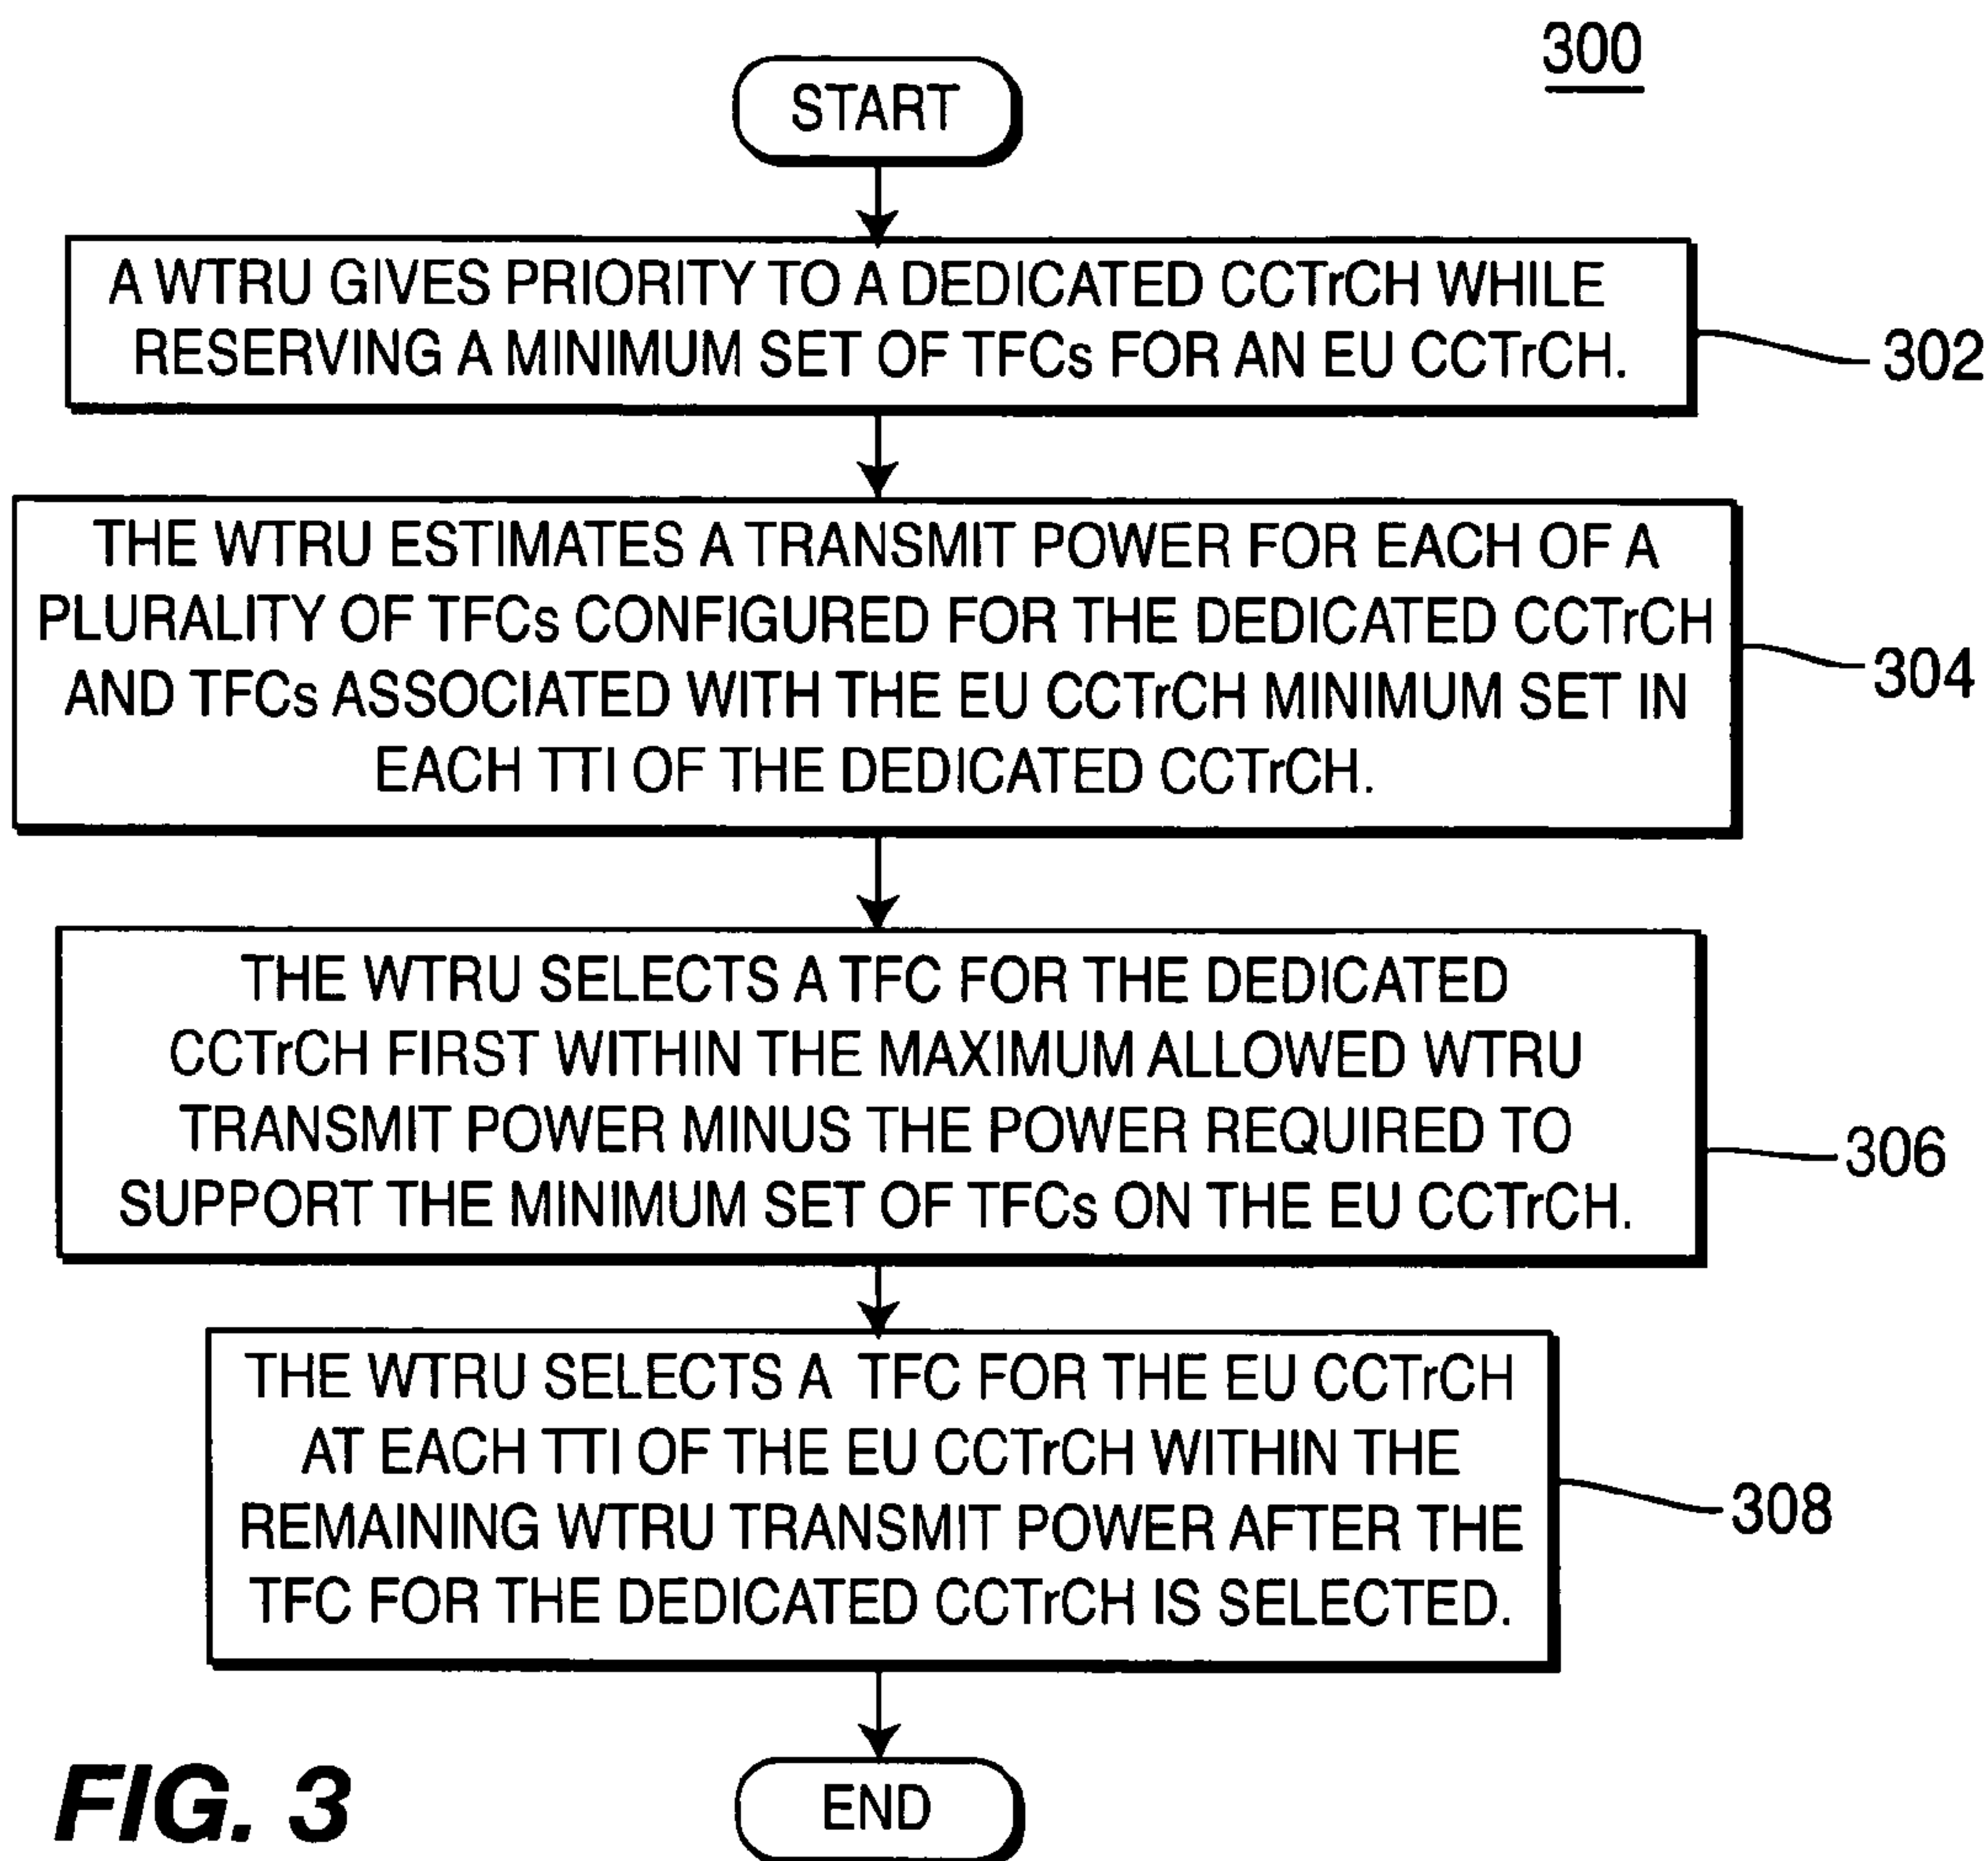 300
START
A WTRU GIVES PRIORITY TO A DEDICATED CCTrCH WHILE
RESERVING A MINIMUM SET OF TFCs FOR AN EU CCTrCH.
302
THE WTRU ESTIMATES A TRANSMIT POWER FOR EACH OF A
PLURALITY OF TFCs CONFIGURED FOR THE DEDICATED CCTrCH
AND TFCs ASSOCIATED WITH THE EU CCTrCH MINIMUM SET IN
EACH TTI OF THE DEDICATED CCTrCH.
304
THE WTRU SELECTS A TFC FOR THE DEDICATED
CCTrCH FIRST WITHIN THE MAXIMUM ALLOWED WTRU
TRANSMIT POWER MINUS THE POWER REQUIRED TO
SUPPORT THE MINIMUM SET OF TFCs ON THE EU CCTrCH.
306
THE WTRU SELECTS A TFC FOR THE EU CCTrCH
AT EACH TTI OF THE EU CCTrCH WITHIN THE
REMAINING WTRU TRANSMIT POWER AFTER THE
TFC FOR THE DEDICATED CCTrCH IS SELECTED.
308
END
FIG. 3